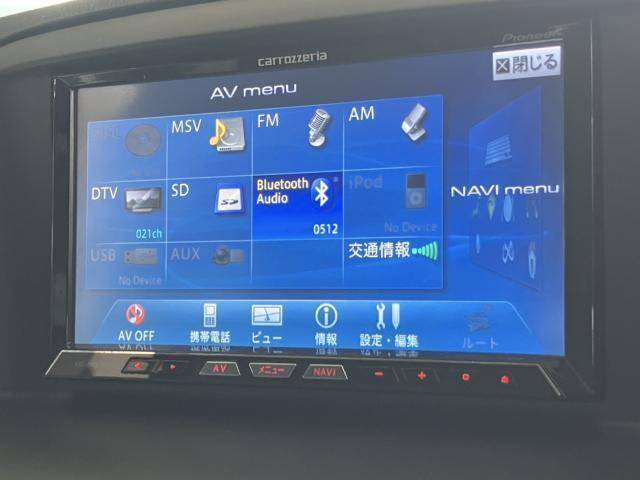 carrozzeria
Pioneer
AV menu
閉じる
DISC
MSV
FM
AM
DTV
021ch
SD
Bluetooth
Audio
0512
iPod
No Device
NAVI menu
USB
No Device
AUX
交通情報
AV OFF
携帯電話
ビュー
情報
設定・編集
ルート
AV
メニュー
NAVI